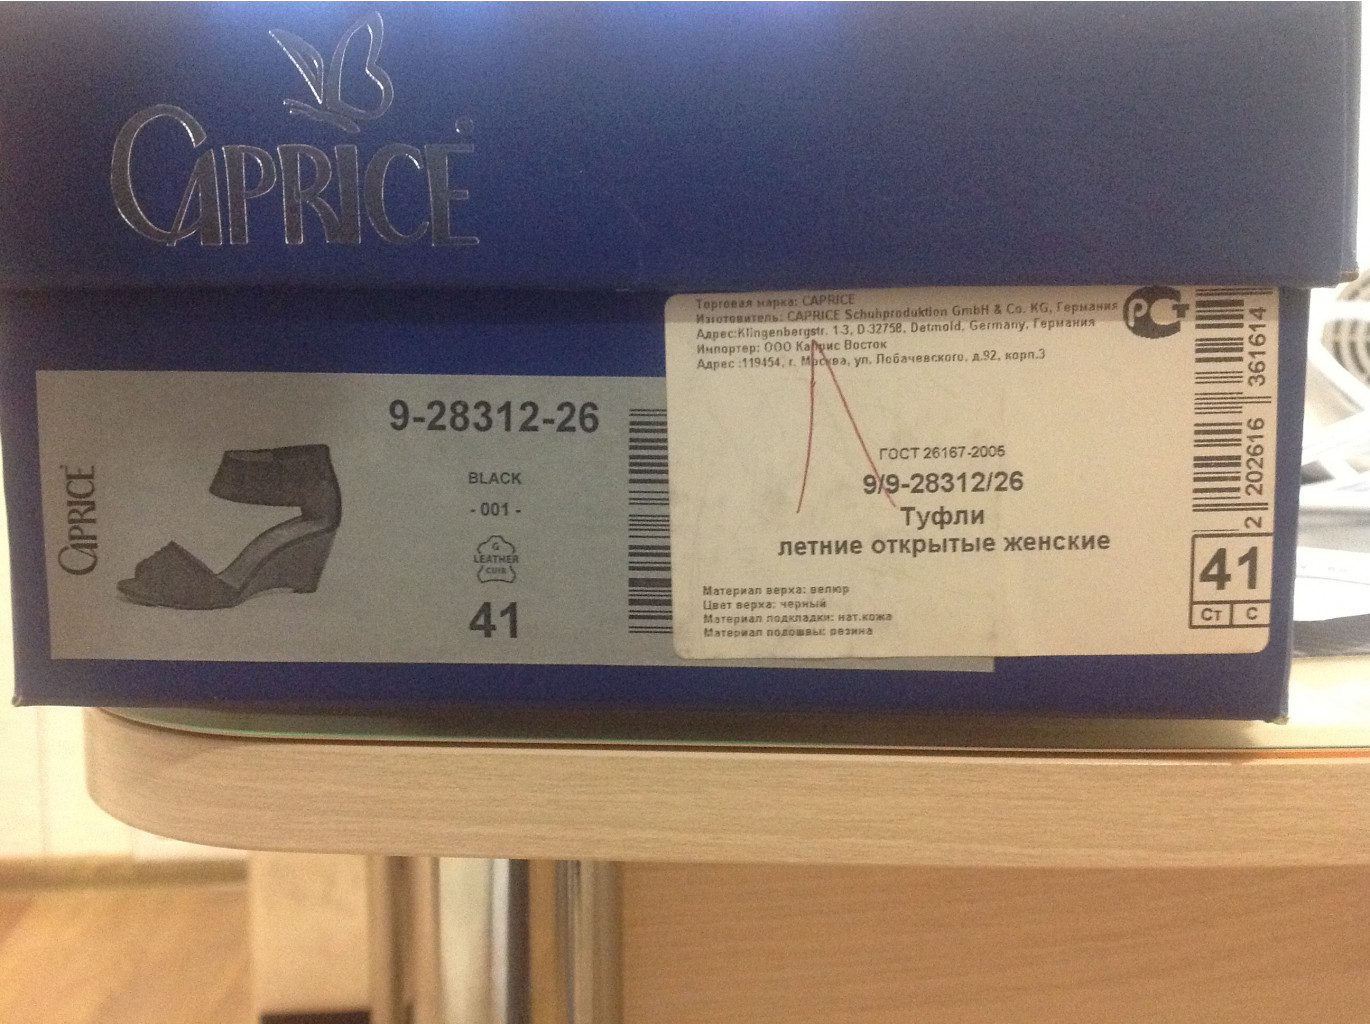 CAPRICE
CAPRICE
9-28312-26
BLACK
- 001 -
G
LEATHER
CUIR
41
Торговая марка: CAPRICE
Изготовитель: CAPRICE Schuhproduktion GmbH & Co. KG, Германия
Адрес:Klingenbergstr. 1-3, D-32758, Detmold, Germany, Германия
Импортер: ООО Каприс Восток
Адрес :119454, г. Москва, ул. Лобачевского, д.92, корп.3
РСТ
ГОСТ 26167-2005
9/9-28312/26
Туфли
летние открытые женские
Материал верха: велюр
Цвет верха: черный
Материал подкладки: нат.кожа
Материал подошвы: резина
2 202616 361614
41
Ст С